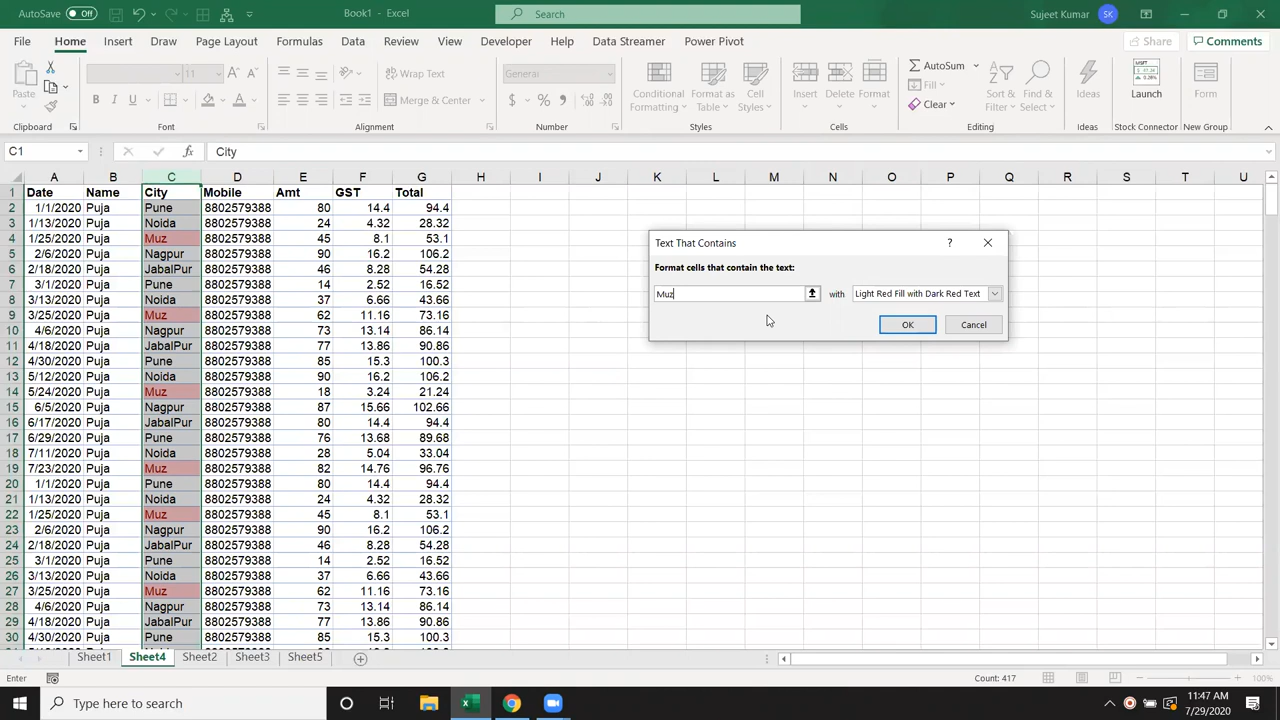 AutoSave Off Book1 - Excel Search Sujeet Kumar SK
File Home Insert Draw Page Layout Formulas Data Review View Developer Help Data Streamer Power Pivot Share Comments
Paste 11 Wrap Text General Conditional Formatting Format as Table Cell Styles Insert Delete Format AutoSum Sort & Filter Find & Select Ideas Launch Form
B I U Merge & Center $ % Fill
Clear
Clipboard Font Alignment Number Styles Cells Editing Ideas Stock Connector New Group
C1 fx City
A B C D E F G H I J K L M N O P Q R S T U
1 Date Name City Mobile Amt GST Total
2 1/1/2020 Puja Pune 8802579388 80 14.4 94.4
3 1/13/2020 Puja Noida 8802579388 24 4.32 28.32
4 1/25/2020 Puja Muz 8802579388 45 8.1 53.1
5 2/6/2020 Puja Nagpur 8802579388 90 16.2 106.2
6 2/18/2020 Puja JabalPur 8802579388 46 8.28 54.28
7 3/1/2020 Puja Pune 8802579388 14 2.52 16.52
8 3/13/2020 Puja Noida 8802579388 37 6.66 43.66
9 3/25/2020 Puja Muz 8802579388 62 11.16 73.16
10 4/6/2020 Puja Nagpur 8802579388 73 13.14 86.14
11 4/18/2020 Puja JabalPur 8802579388 77 13.86 90.86
12 4/30/2020 Puja Pune 8802579388 85 15.3 100.3
13 5/12/2020 Puja Noida 8802579388 90 16.2 106.2
14 5/24/2020 Puja Muz 8802579388 18 3.24 21.24
15 6/5/2020 Puja Nagpur 8802579388 87 15.66 102.66
16 6/17/2020 Puja JabalPur 8802579388 80 14.4 94.4
17 6/29/2020 Puja Pune 8802579388 76 13.68 89.68
18 7/11/2020 Puja Noida 8802579388 28 5.04 33.04
19 7/23/2020 Puja Muz 8802579388 82 14.76 96.76
20 1/1/2020 Puja Pune 8802579388 80 14.4 94.4
21 1/13/2020 Puja Noida 8802579388 24 4.32 28.32
22 1/25/2020 Puja Muz 8802579388 45 8.1 53.1
23 2/6/2020 Puja Nagpur 8802579388 90 16.2 106.2
24 2/18/2020 Puja JabalPur 8802579388 46 8.28 54.28
25 3/1/2020 Puja Pune 8802579388 14 2.52 16.52
26 3/13/2020 Puja Noida 8802579388 37 6.66 43.66
27 3/25/2020 Puja Muz 8802579388 62 11.16 73.16
28 4/6/2020 Puja Nagpur 8802579388 73 13.14 86.14
29 4/18/2020 Puja JabalPur 8802579388 77 13.86 90.86
30 4/30/2020 Puja Pune 8802579388 85 15.3 100.3
Text That Contains ?
Format cells that contain the text:
Muz with Light Red Fill with Dark Red Text
OK Cancel
Sheet1 Sheet4 Sheet2 Sheet3 Sheet5
Enter Count: 417 100%
Type here to search
11:47 AM
7/29/2020